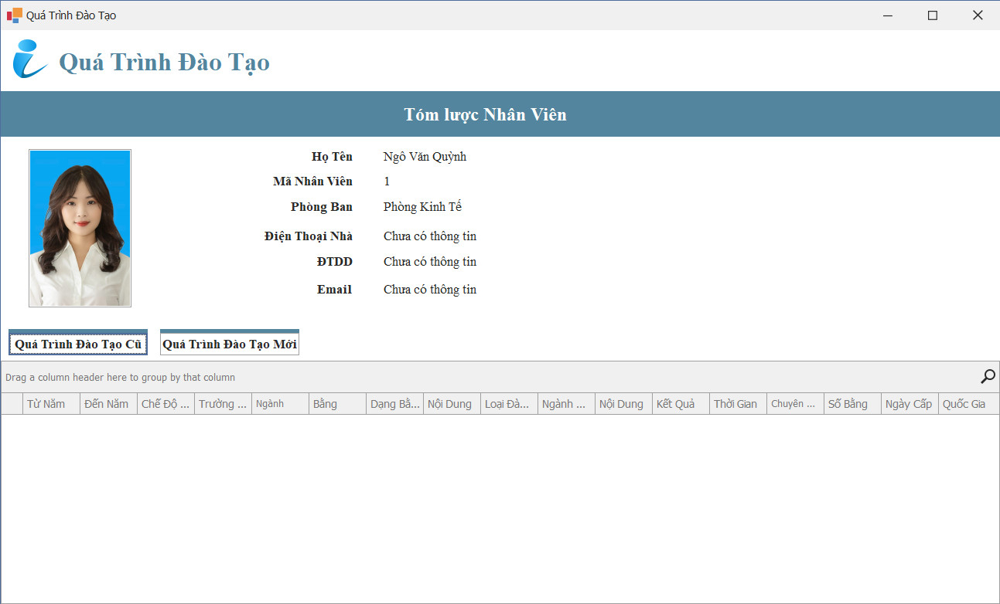 Quá Trình Đào Tạo
Quá Trình Đào Tạo
Tóm lược Nhân Viên
Họ Tên Ngô Văn Quỳnh
Mã Nhân Viên 1
Phòng Ban Phòng Kinh Tế
Điện Thoại Nhà Chưa có thông tin
ĐTDD Chưa có thông tin
Email Chưa có thông tin
Quá Trình Đào Tạo Cũ Quá Trình Đào Tạo Mới
Drag a column header here to group by that column
Từ Năm Đến Năm Chế Độ ... Trường ... Ngành Bằng Dạng Bằ... Nội Dung Loại Đà... Ngành ... Nội Dung Kết Quả Thời Gian Chuyên ... Số Bằng Ngày Cấp Quốc Gia